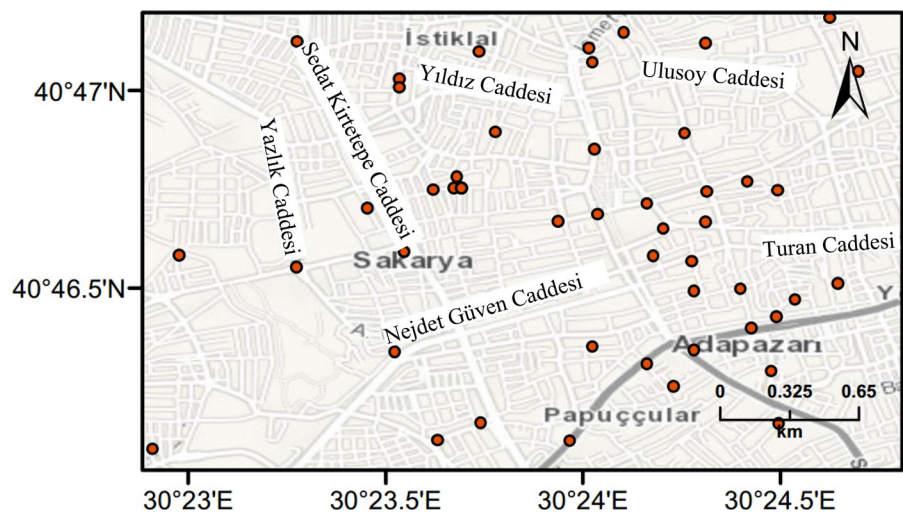 İstiklal
N
40°47'N
Yıldız Caddesi
Ulusoy Caddesi
Sedat Kirtetepe Caddesi
Yazlık Caddesi
Turan Caddesi
Sakarya
40°46.5'N
Nejdet Güven Caddesi
Y
A.
Adapazarı
0 0.325 0.65
km
Papuççular
S
30°23'E 30°23.5'E 30°24'E 30°24.5'E